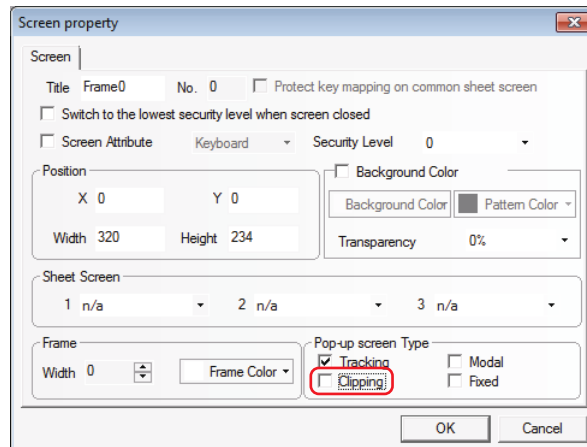 Screen property
Screen
Title Frame0 No. 0 Protect key mapping on common sheet screen
Switch to the lowest security level when screen closed
Screen Attribute Keyboard Security Level 0
Position Background Color
X 0 Y 0 Background Color Pattern Color
Width 320 Height 234 Transparency 0%
Sheet Screen
1 n/a 2 n/a 3 n/a
Frame Pop-up screen Type
Width 0 Frame Color Tracking Modal
Clipping Fixed
OK Cancel